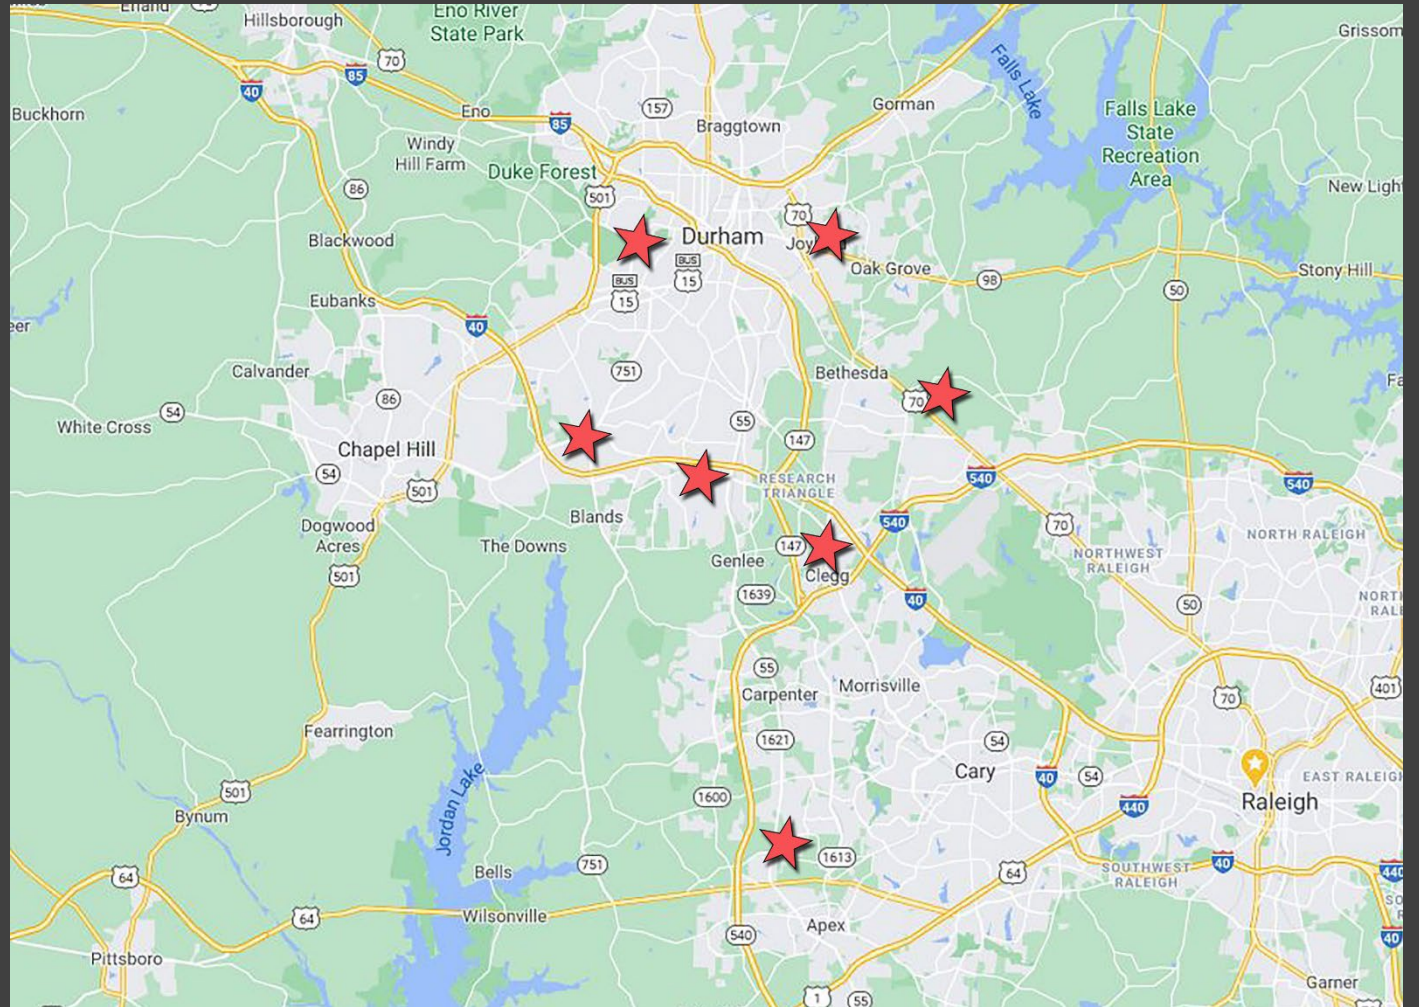 Hillsborough
Eno River
State Park
70
85
40
Buckhorn
Eno
85
157
Braggtown
Gorman
Falls Lake
Falls Lake
State
Recreation
Area
Grissom
Windy
Hill Farm
Duke Forest
501
86
New Light
Blackwood
Durham
70
Oak Grove
98
Stony Hill
BUS
15
BUS
15
50
Eubanks
40
Calvander
751
Bethesda
86
54
White Cross
70
55
147
Chapel Hill
54
501
RESEARCH
TRIANGLE
540
540
Blands
540
70
NORTH RALEIGH
Dogwood
Acres
The Downs
147
Genlee
Clegg
NORTHWEST
RALEIGH
501
1639
40
50
55
Carpenter
Morrisville
70
401
Fearrington
1621
54
Cary
40
54
501
Jordan Lake
1600
440
Raleigh
Bynum
64
Bells
751
1613
64
SOUTHWEST
RALEIGH
40
64
Wilsonville
Apex
540
40
Pittsboro
Garner
1
55